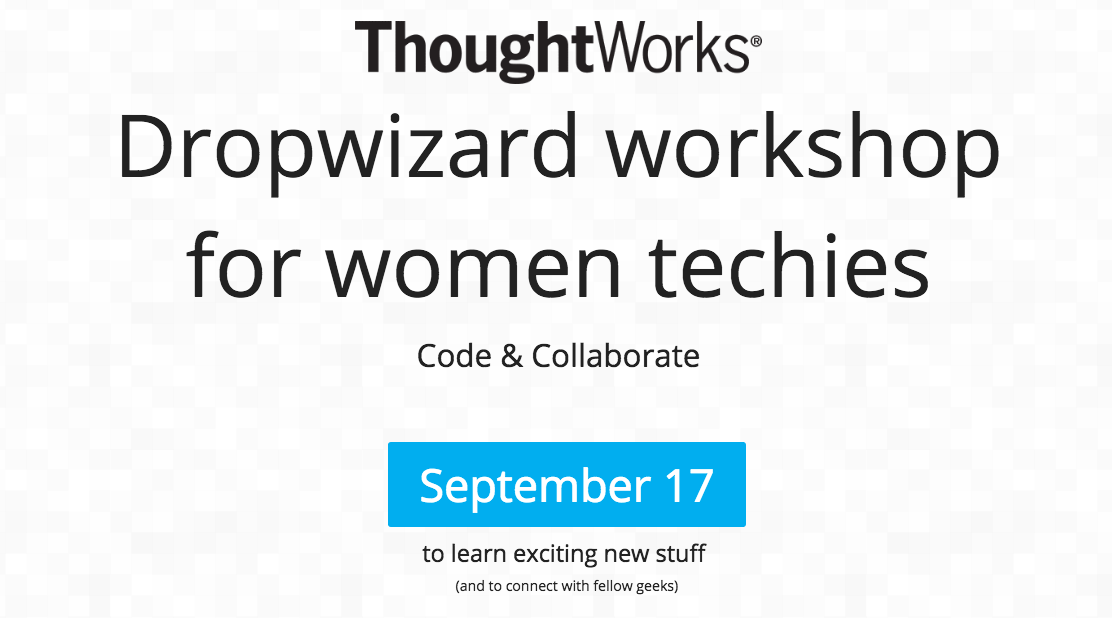 ThoughtWorks®
Dropwizard workshop
for women techies
Code & Collaborate
September 17
to learn exciting new stuff
(and to connect with fellow geeks)